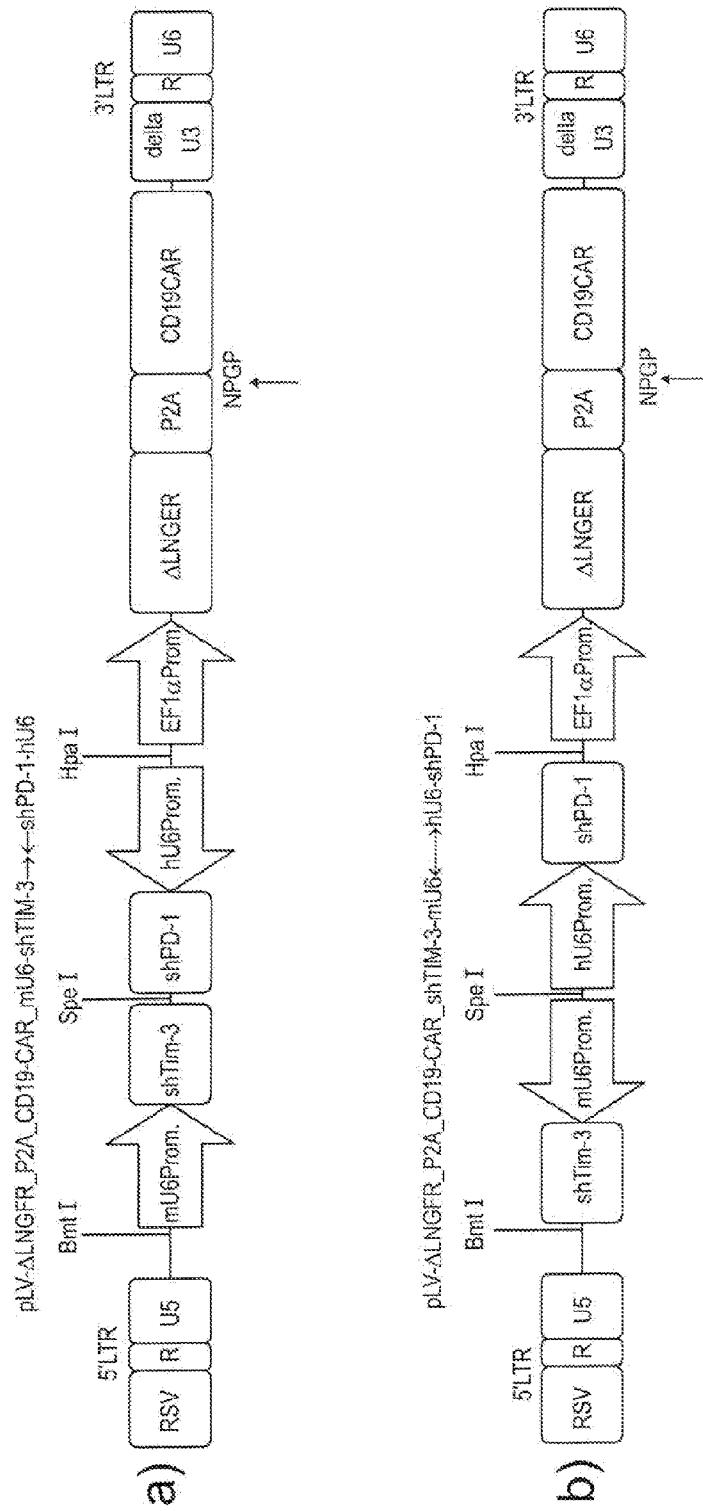 a)
pLV-ΔLNGFR_P2A_CD19-CAR_mU6-shTIM-3→←shPD-1-hU6
5'LTR
Bmt I
Spe I
Hpa I
3'LTR
RSV
R
U5
mU6Prom.
shTim-3
shPD-1
hU6Prom.
EF1αProm
ΔLNGER
P2A
CD19CAR
delta
U3
R
U6
NPGP
b)
pLV-ΔLNGFR_P2A_CD19-CAR_shTIM-3-mU6←→hU6-shPD-1
5'LTR
Bmt I
Spe I
Hpa I
3'LTR
RSV
R
U5
shTim-3
mU6Prom.
hU6Prom.
shPD-1
EF1αProm.
ΔLNGER
P2A
CD19CAR
delta
U3
R
U6
NPGP